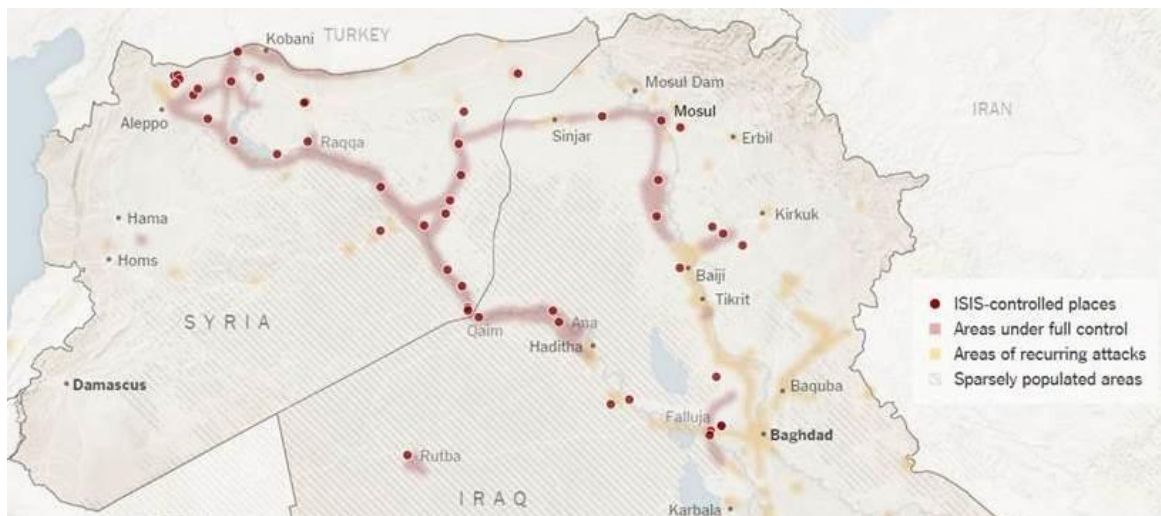 Kobani
TURKEY
Mosul Dam
Aleppo
Mosul
IRAN
Sinjar
Erbil
Raqqa
Hama
Kirkuk
Homs
Baiji
Tikrit
ISIS-controlled places
SYRIA
Qaim
Ana
Areas under full control
Haditha
Areas of recurring attacks
Sparsely populated areas
Damascus
Baquba
Falluja
Baghdad
Rutba
IRAQ
Karbala